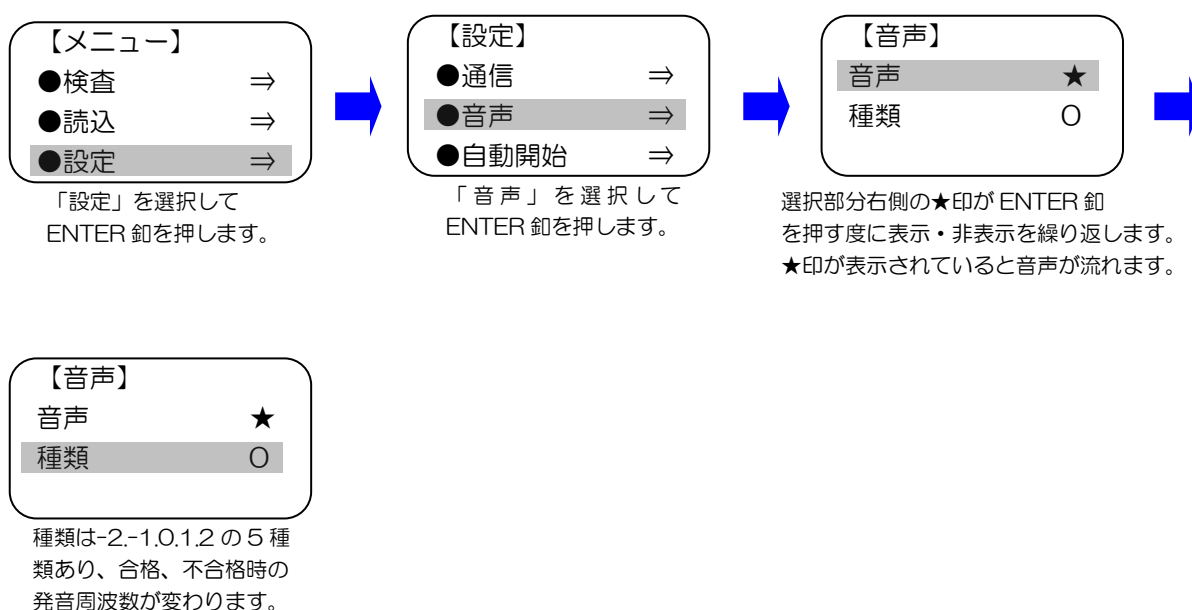 【メニュー】
●検査 ⇒
●読込 ⇒
●設定 ⇒
「設定」を選択して
ENTER 釦を押します。
【設定】
●通信 ⇒
●音声 ⇒
●自動開始 ⇒
「音声」を選択して
ENTER 釦を押します。
【音声】
音声 ★
種類 0
選択部分右側の★印が ENTER 釦
を押す度に表示・非表示を繰り返します。
★印が表示されていると音声が流れます。
【音声】
音声 ★
種類 0
種類は-2.-1.0.1.2 の 5 種
類あり、合格、不合格時の
発音周波数が変わります。